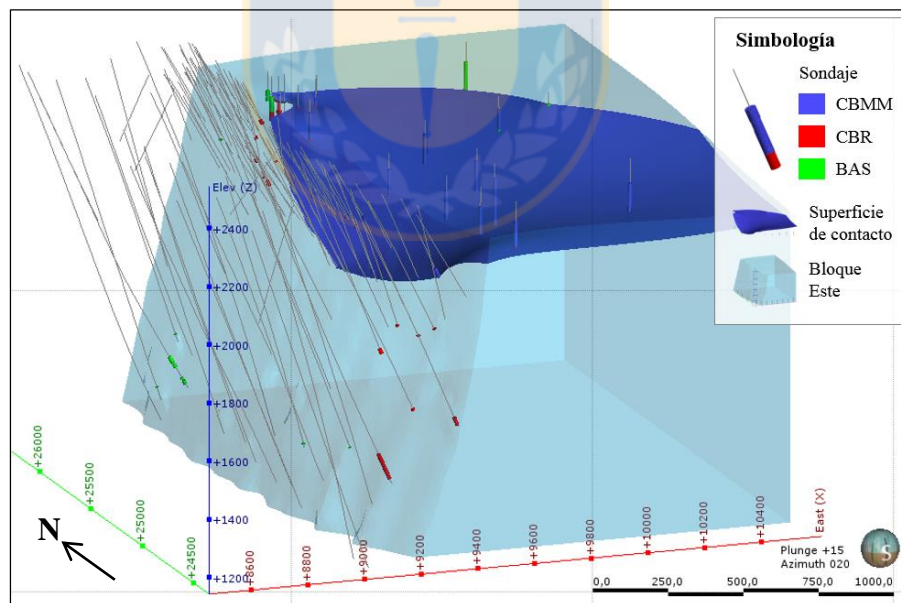 Simbología
Sondaje
CBMM
CBR
BAS
Superficie
de contacto
Bloque
Este
Elev (Z)
+2400
+2200
+2000
+1800
+1600
+1400
+1200
+26000
+25500
+25000
+24500
N
+8600
+8800
+9000
+9200
+9400
+9600
+9800
+10000
+10200
+10400
East (X)
Plunge +15
Azimuth 020
S
0,0 250,0 500,0 750,0 1000,0